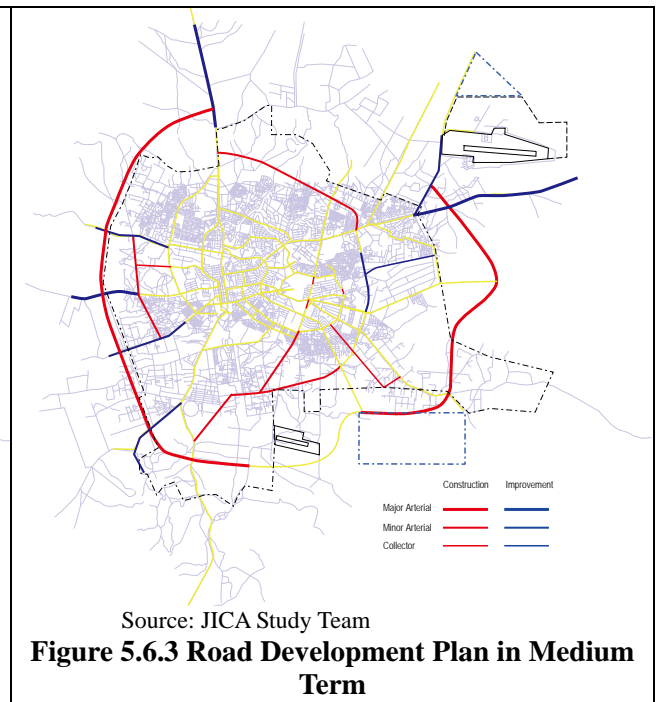 Construction Improvement
Major Arterial
Minor Arterial
Collector
Source: JICA Study Team
Figure 5.6.3 Road Development Plan in Medium
Term